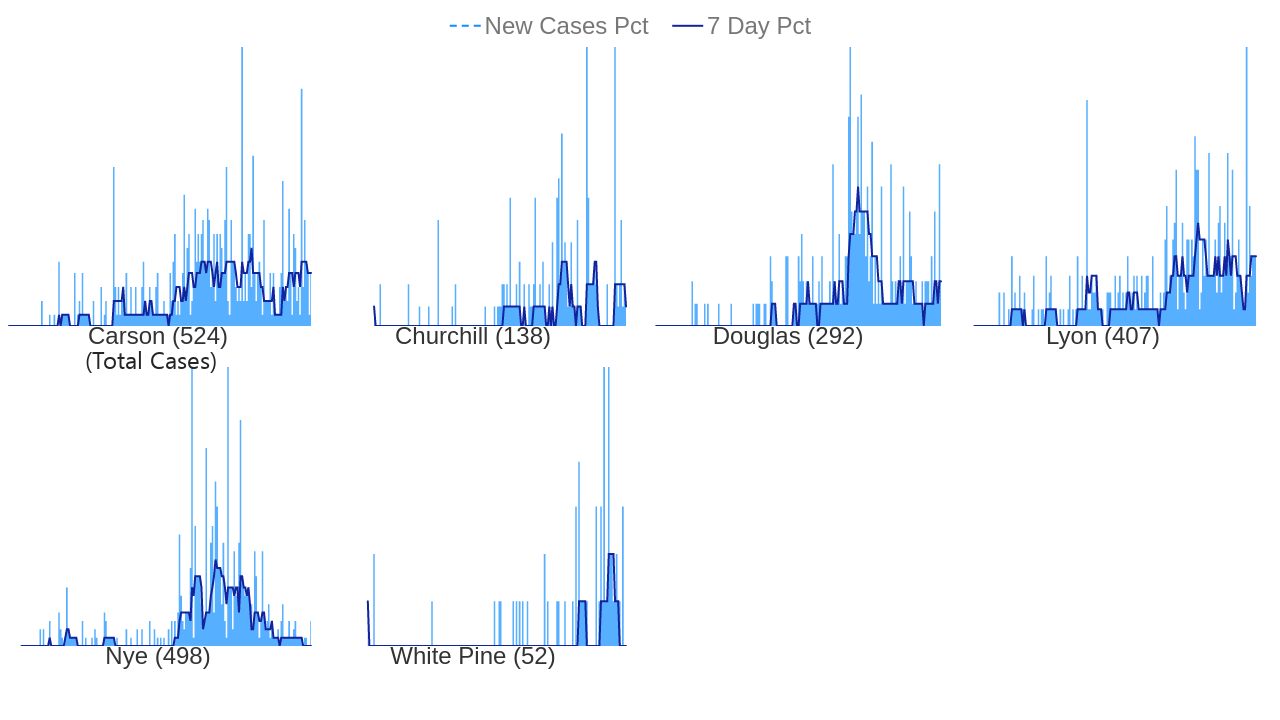 New Cases Pct 7 Day Pct
Carson (524)
(Total Cases)
Churchill (138)
Douglas (292)
Lyon (407)
Nye (498)
White Pine (52)